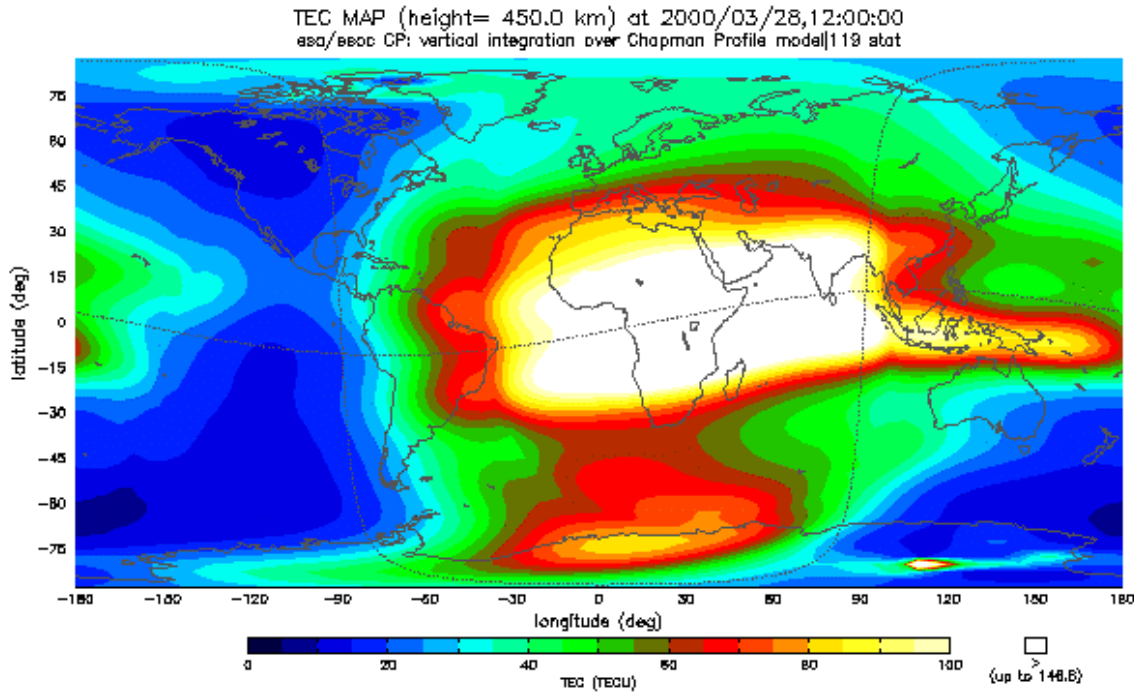 TEC MAP (height= 450.0 km) at 2000/03/28,12:00:00
esa/esoc CP: vertical integration over Chapman Profile model|119 stat
75
60
45
30
15
0
-15
-30
-45
-60
-75
latitude (deg)
-180 -150 -120 -90 -60 -30 0 30 60 90 120 150 180
longitude (deg)
0 20 40 60 80 100 >
TEC (TECU) (up to 146.6)